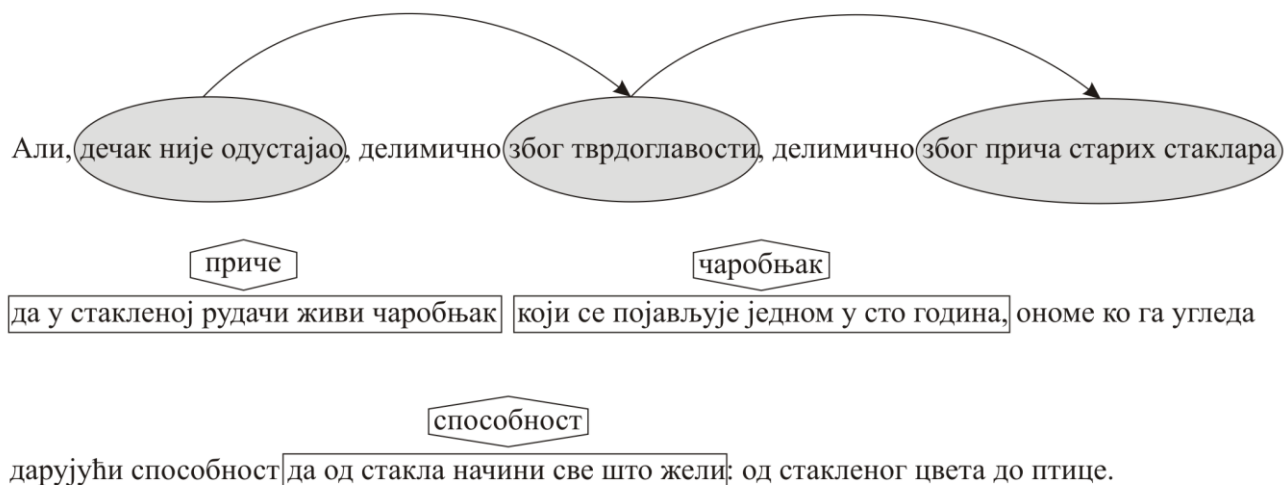 Али, дечак није одустајао, делимично због тврдоглавости, делимично због прича старих стаклара
приче чаробњак
да у стакленој рудачи живи чаробњак који се појављује једном у сто година, ономе ко га угледа
способност
дарујући способност да од стакла начини све што жели: од стакленог цвета до птице.